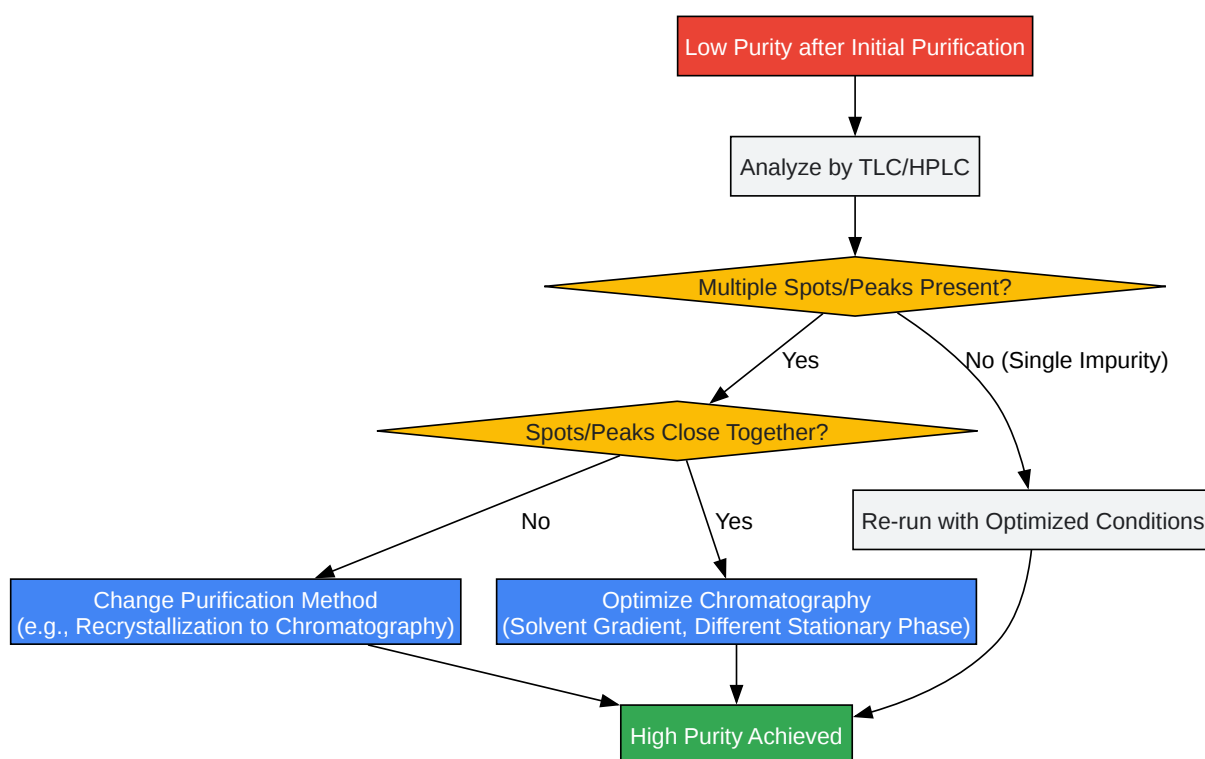 Low Purity after Initial Purification
Analyze by TLC/HPLC
Multiple Spots/Peaks Present?
Yes
No (Single Impurity)
Spots/Peaks Close Together?
No
Yes
Re-run with Optimized Conditions
Change Purification Method
(e.g., Recrystallization to Chromatography)
Optimize Chromatography
(Solvent Gradient, Different Stationary Phase)
High Purity Achieved